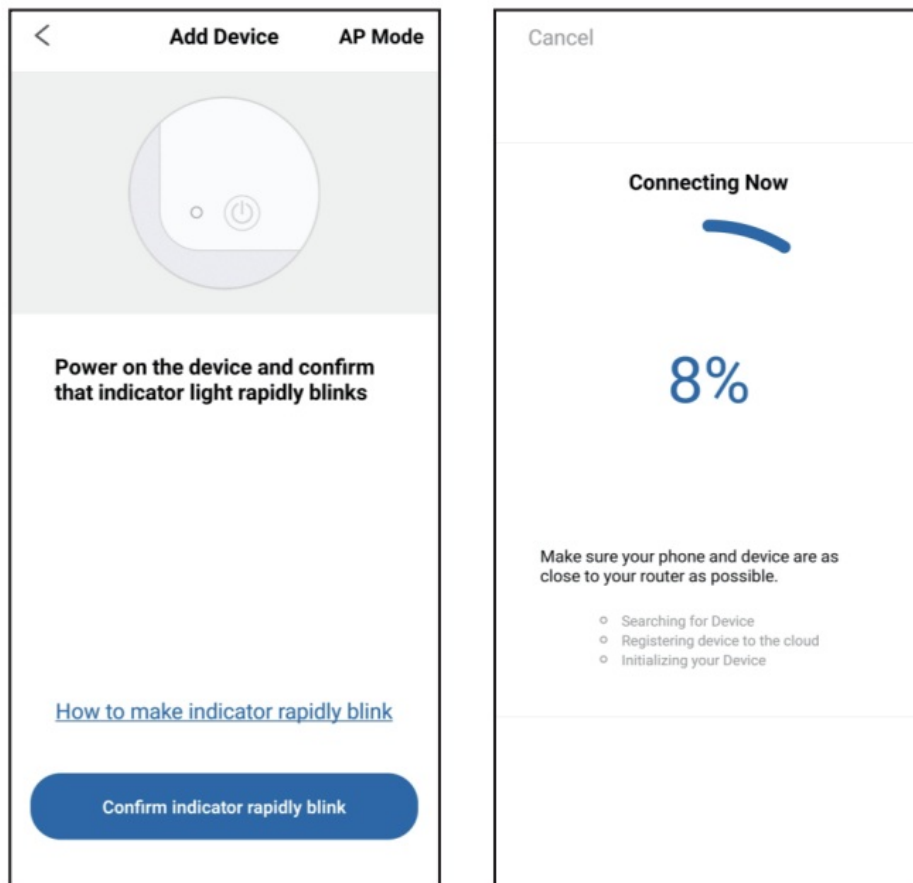 Add Device
AP Mode
Power on the device and confirm
that indicator light rapidly blinks
How to make indicator rapidly blink
Confirm indicator rapidly blink
Cancel
Connecting Now
8%
Make sure your phone and device are as
close to your router as possible.
Searching for Device
Registering device to the cloud
Initializing your Device